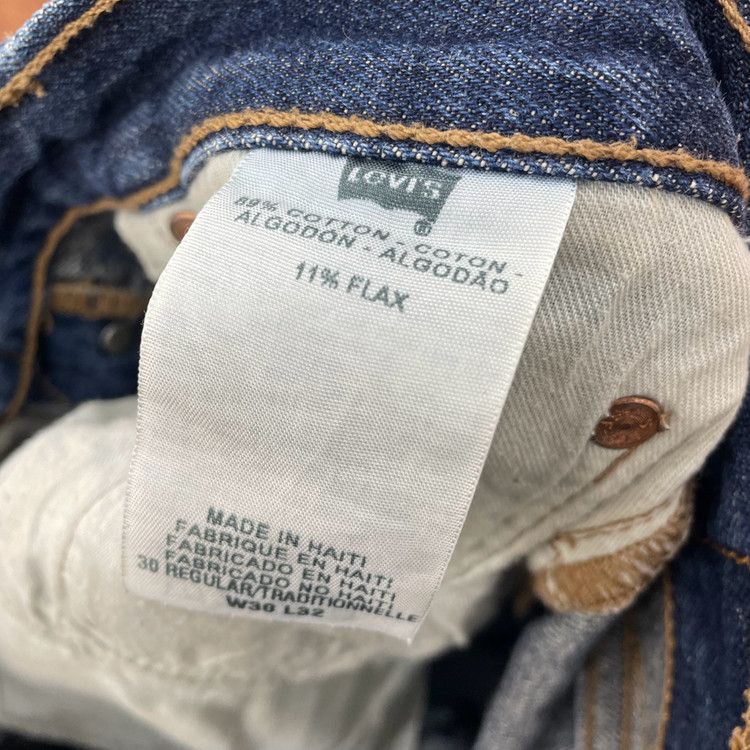 LEVI'S
®
89% COTTON - COTON -
ALGODÓN - ALGODÃO
11% FLAX
MADE IN HAITI
FABRIQUE EN HAITI
FABRICADO EN HAITI
FABRICADO NO HAITI
30 REGULAR/TRADITIONNELLE
W30 L32